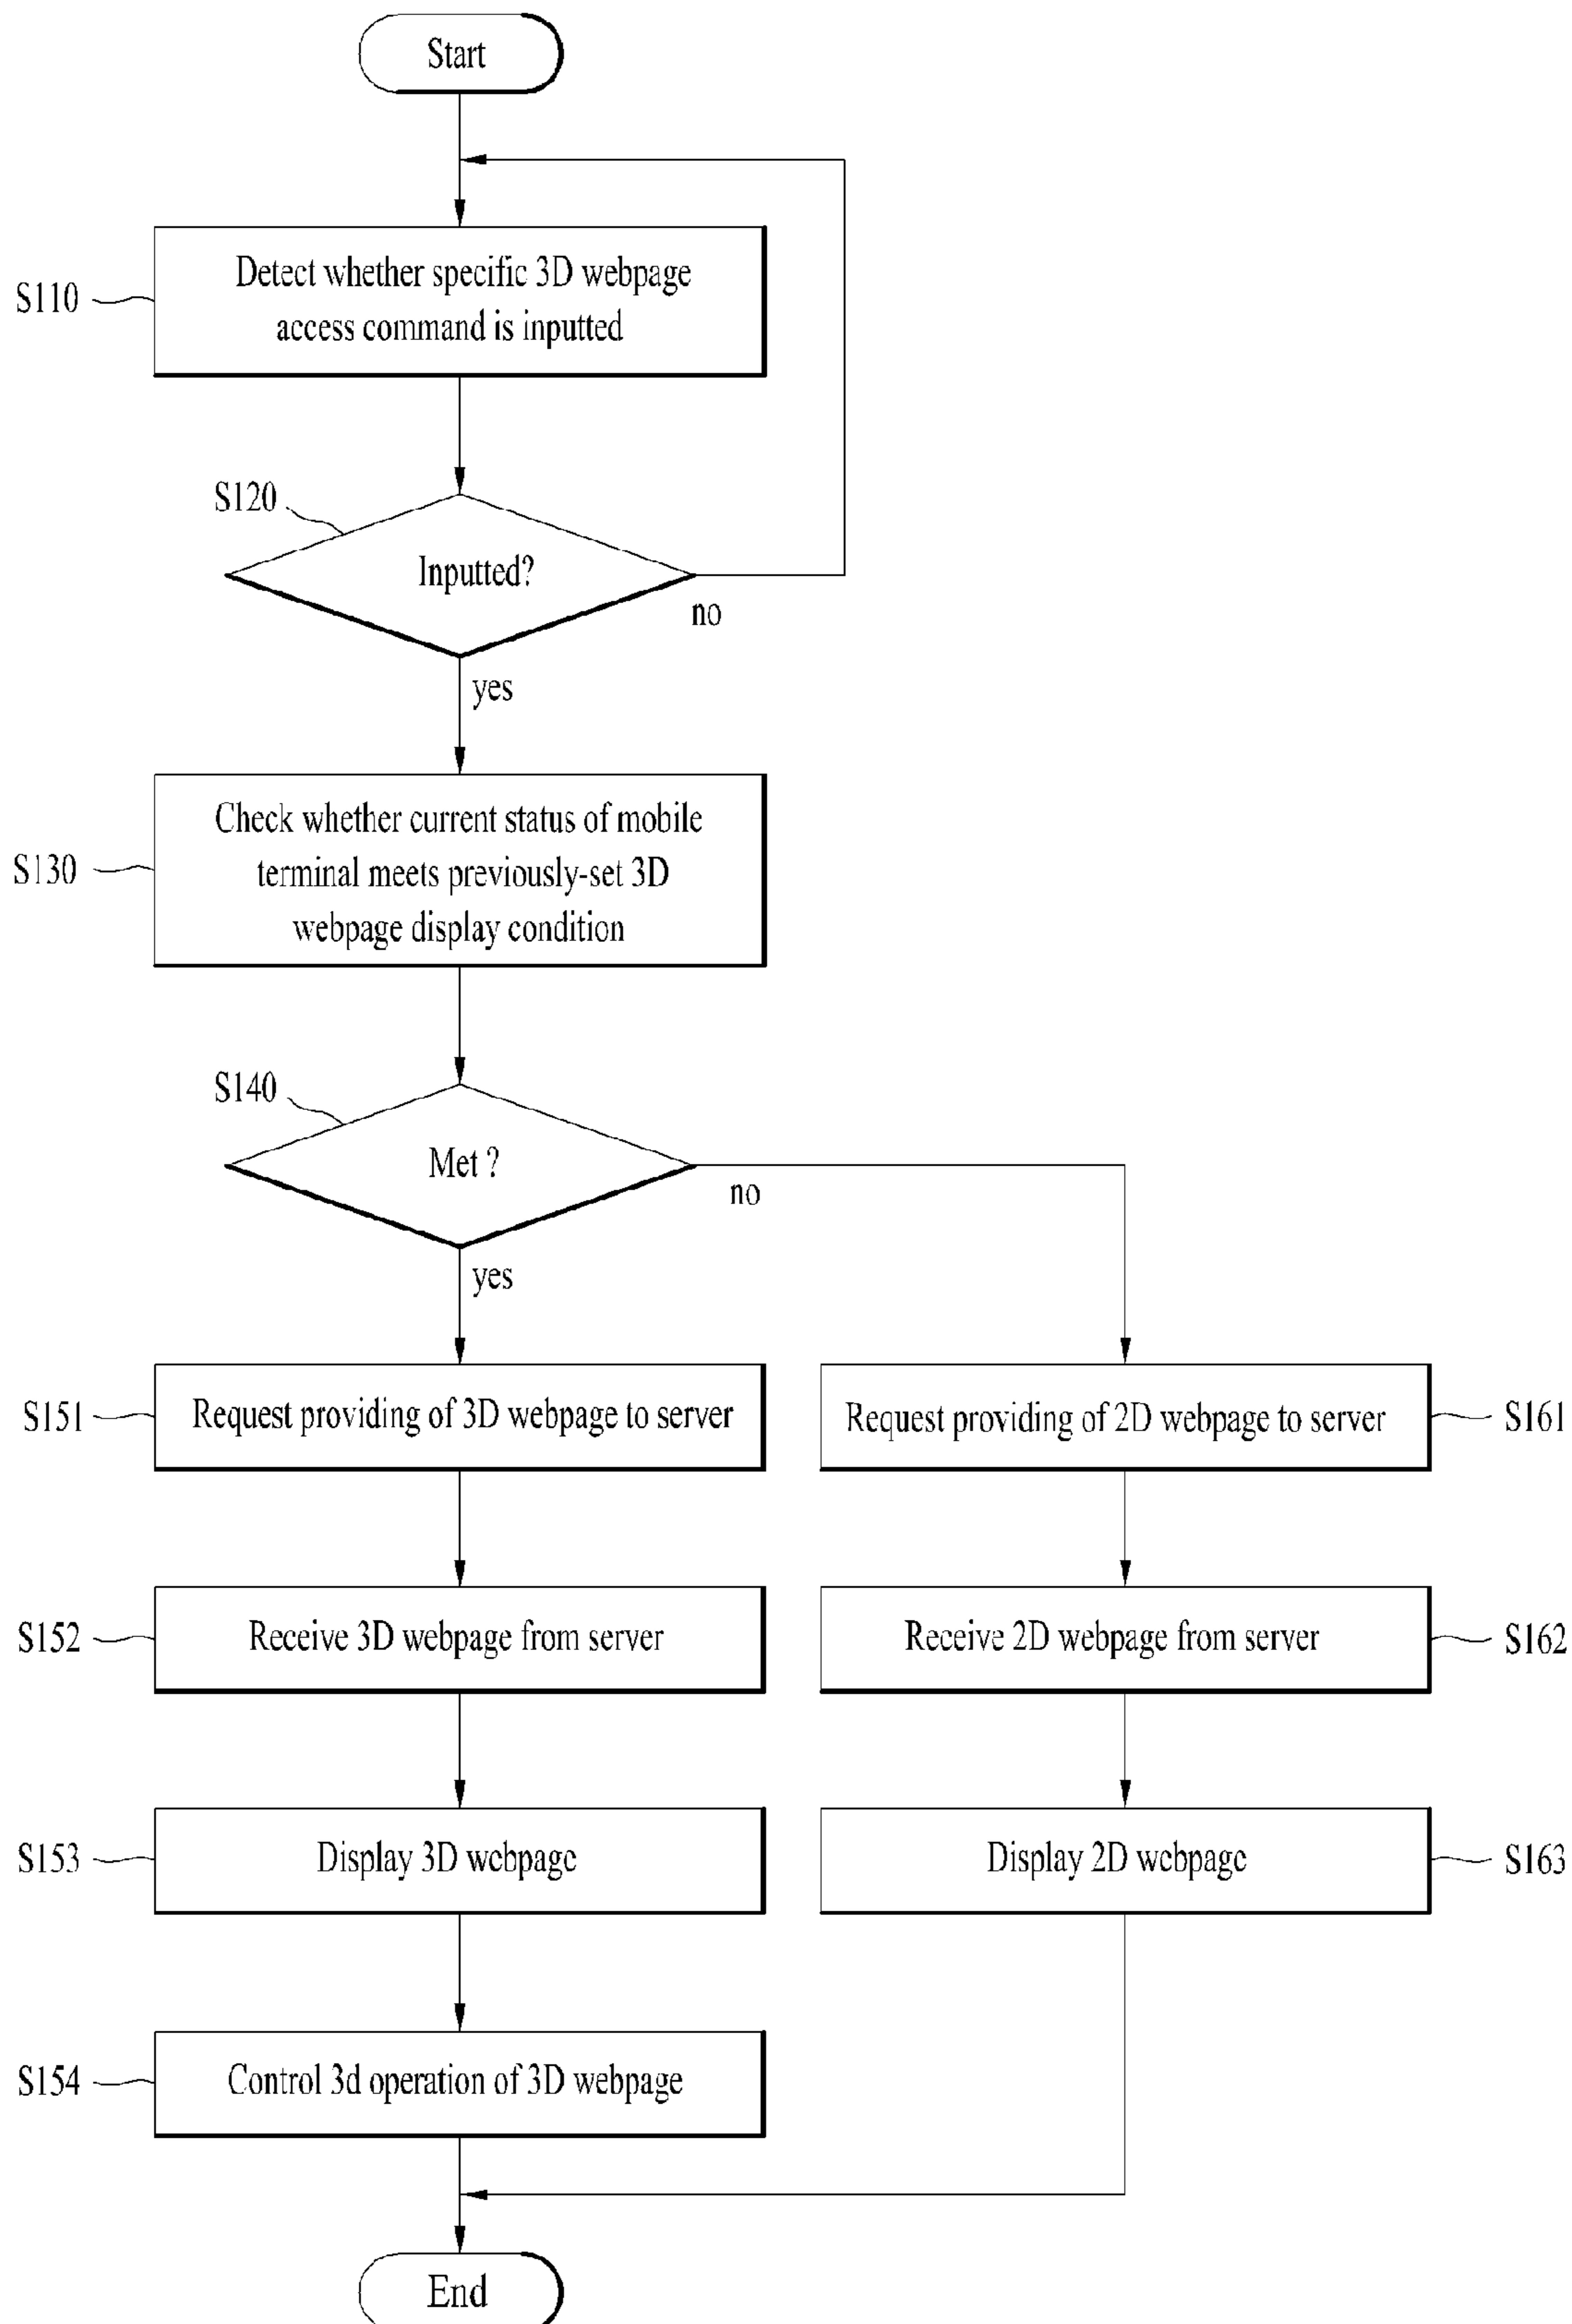 Start
S110
Detect whether specific 3D webpage
access command is inputted
S120
Inputted?
no
yes
S130
Check whether current status of mobile
terminal meets previously-set 3D
webpage display condition
S140
Met ?
no
yes
S151
Request providing of 3D webpage to server
Request providing of 2D webpage to server
S161
S152
Receive 3D webpage from server
Receive 2D webpage from server
S162
S153
Display 3D webpage
Display 2D webpage
S163
S154
Control 3d operation of 3D webpage
End